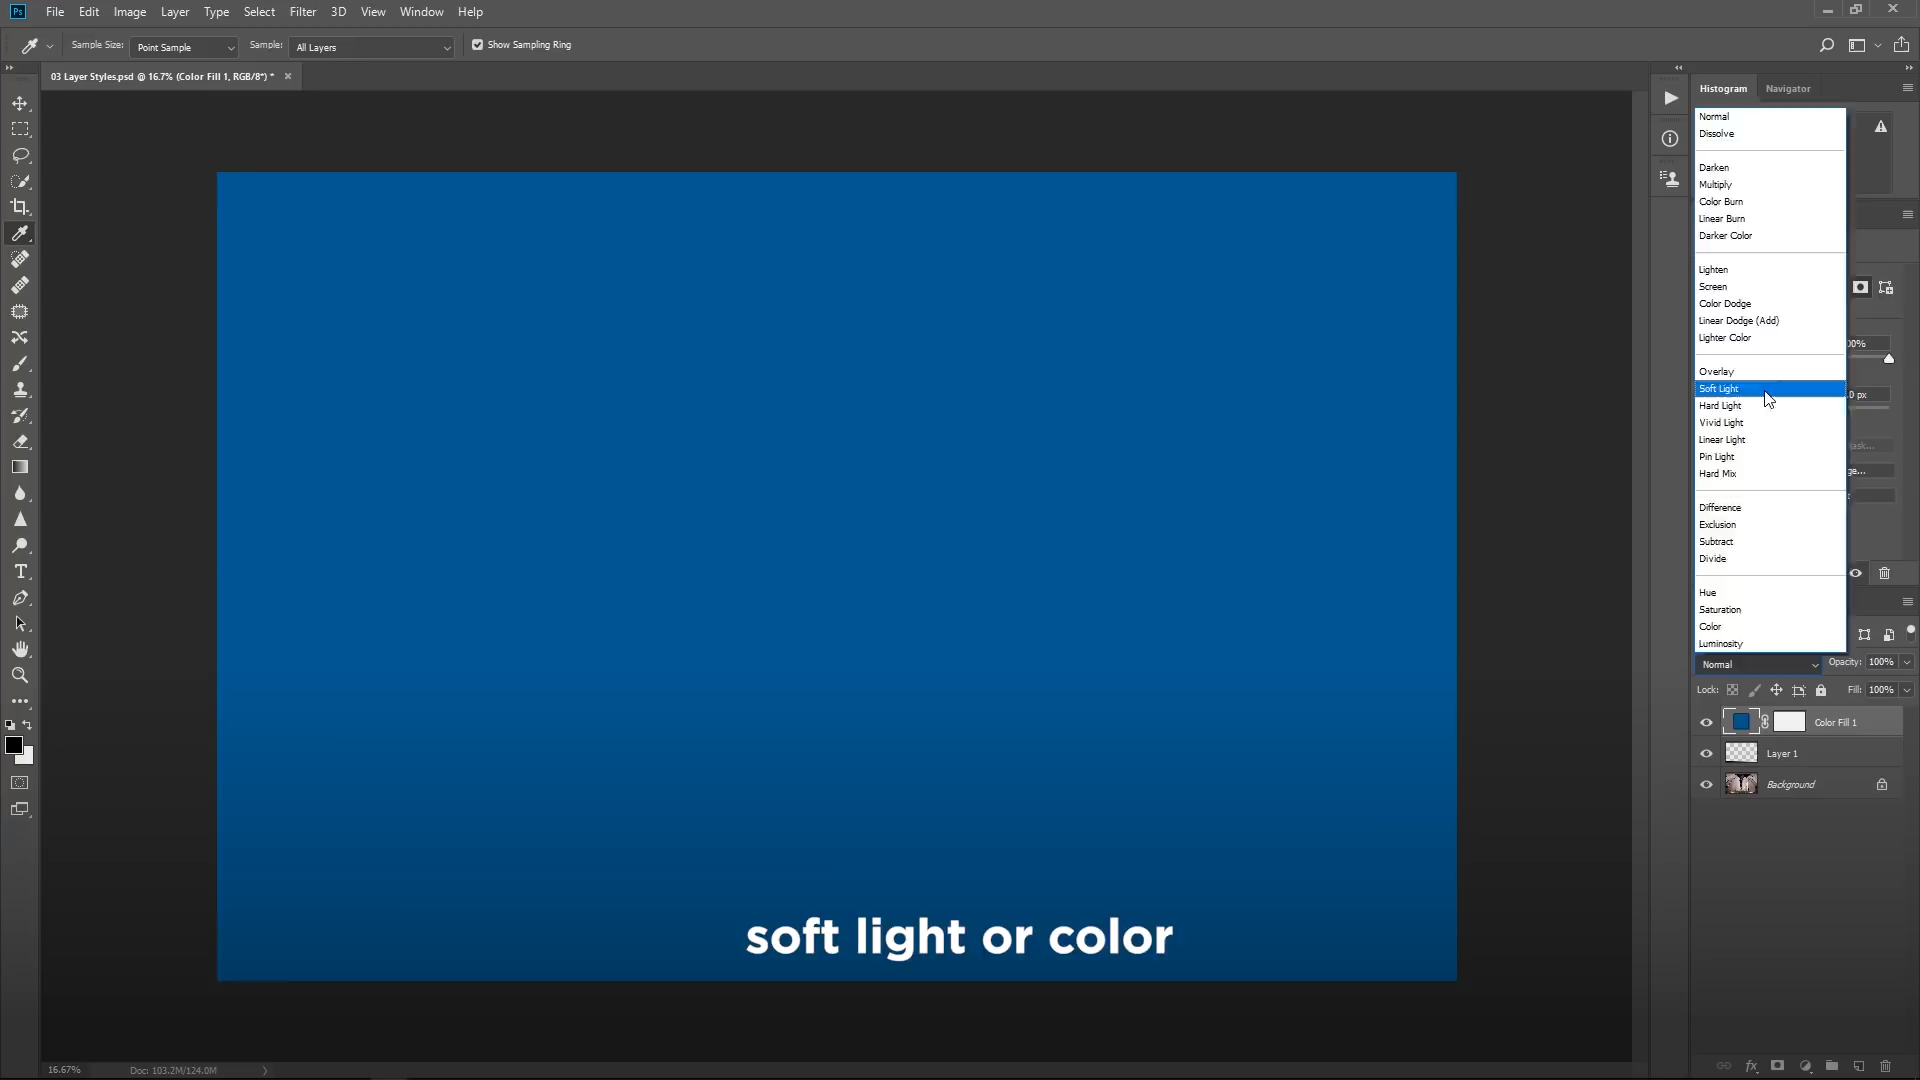 Ps File Edit Image Layer Type Select Filter 3D View Window Help
Sample Size: Point Sample Sample: All Layers Show Sampling Ring
03 Layer Styles.psd @ 16.7% (Color Fill 1, RGB/8*) *
Histogram Navigator
Normal
Dissolve
Darken
Multiply
Color Burn
Linear Burn
Darker Color
Lighten
Screen
Color Dodge
Linear Dodge (Add)
Lighter Color
Overlay
Soft Light
Hard Light
Vivid Light
Linear Light
Pin Light
Hard Mix
Difference
Exclusion
Subtract
Divide
Hue
Saturation
Color
Luminosity
Normal Opacity: 100%
Lock: Fill: 100%
Color Fill 1
Layer 1
Background
soft light or color
16.67% Doc: 103.2M/124.0M